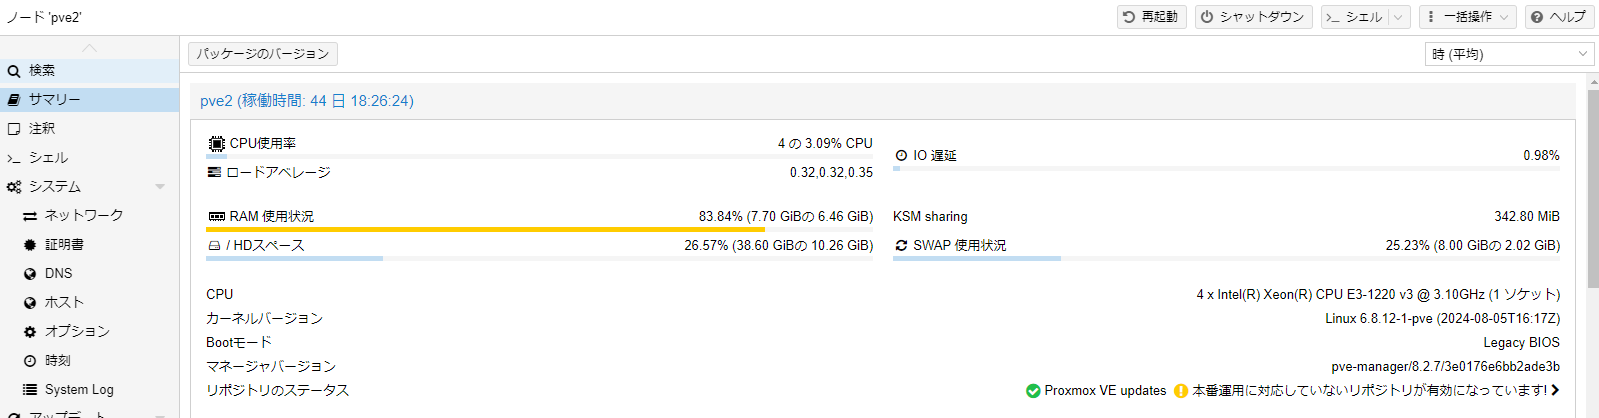 ノード 'pve2'
再起動
シャットダウン
シェル
一括操作
ヘルプ
検索
サマリー
注釈
シェル
システム
ネットワーク
証明書
DNS
ホスト
オプション
時刻
System Log
アップデート
パッケージのバージョン
時 (平均)
pve2 (稼働時間: 44 日 18:26:24)
CPU使用率 4 の 3.09% CPU
ロードアベレージ 0.32,0.32,0.35
IO 遅延 0.98%
RAM 使用状況 83.84% (7.70 GiBの 6.46 GiB)
KSM sharing 342.80 MiB
/ HDスペース 26.57% (38.60 GiBの 10.26 GiB)
SWAP 使用状況 25.23% (8.00 GiBの 2.02 GiB)
CPU 4 x Intel(R) Xeon(R) CPU E3-1220 v3 @ 3.10GHz (1 ソケット)
カーネルバージョン Linux 6.8.12-1-pve (2024-08-05T16:17Z)
Bootモード Legacy BIOS
マネージャバージョン pve-manager/8.2.7/3e0176e6bb2ade3b
リポジトリのステータス Proxmox VE updates 本番運用に対応していないリポジトリが有効になっています!